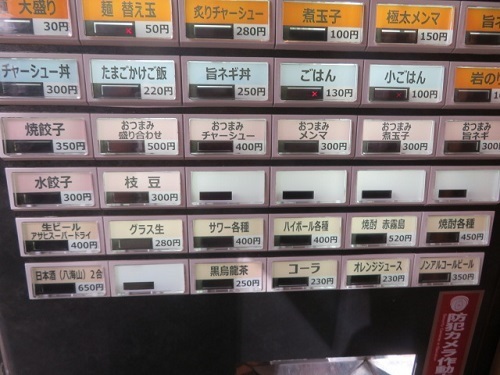 大盛り 30円
麺 替え玉 50円
炙りチャーシュー 280円
煮玉子 100円
極太メンマ 150円
旨ネ
チャーシュー丼 300円
たまごかけご飯 220円
旨ネギ丼 250円
ごはん 130円
小ごはん 100円
岩の
焼餃子 350円
おつまみ
盛り合わせ 500円
おつまみ
チャーシュー 400円
おつまみ
メンマ 300円
おつまみ
煮玉子 300円
おつまみ
旨ネギ 300円
水餃子 300円
枝豆 300円
生ビール
アサヒスーパードライ 400円
グラス生 280円
サワー各種 400円
ハイボール各種 400円
焼酎 赤霧島 520円
焼酎各種 450円
日本酒（八海山）2合 650円
黒烏龍茶 250円
コーラ 230円
オレンジジュース 230円
ノンアルコールビール 350円
防犯カメラ作動